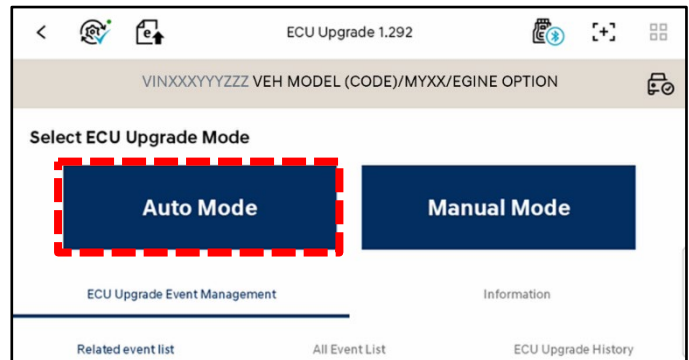 ECU Upgrade 1.292
VINXXXYYYZZZ VEH MODEL (CODE)/MYXX/EGINE OPTION
Select ECU Upgrade Mode
Auto Mode
Manual Mode
ECU Upgrade Event Management
Information
Related event list
All Event List
ECU Upgrade History